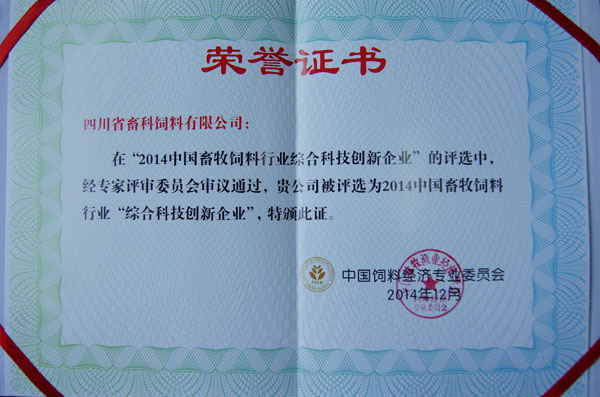 荣誉证书
四川省畜科饲料有限公司：
在“2014中国畜牧饲料行业综合科技创新企业”的评选中，
经专家评审委员会审议通过，贵公司被评选为2014中国畜牧饲料
行业“综合科技创新企业”，特颁此证。
中国饲料经济专业委员会
2014年12月